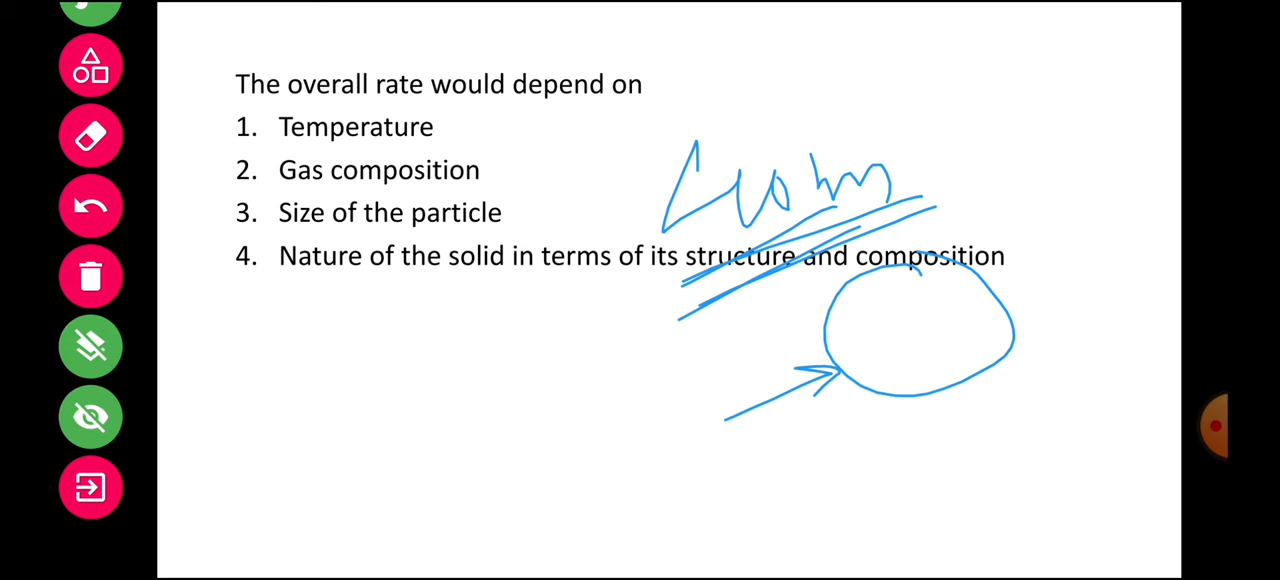 The overall rate would depend on
1. Temperature
2. Gas composition
3. Size of the particle
4. Nature of the solid in terms of its structure and composition